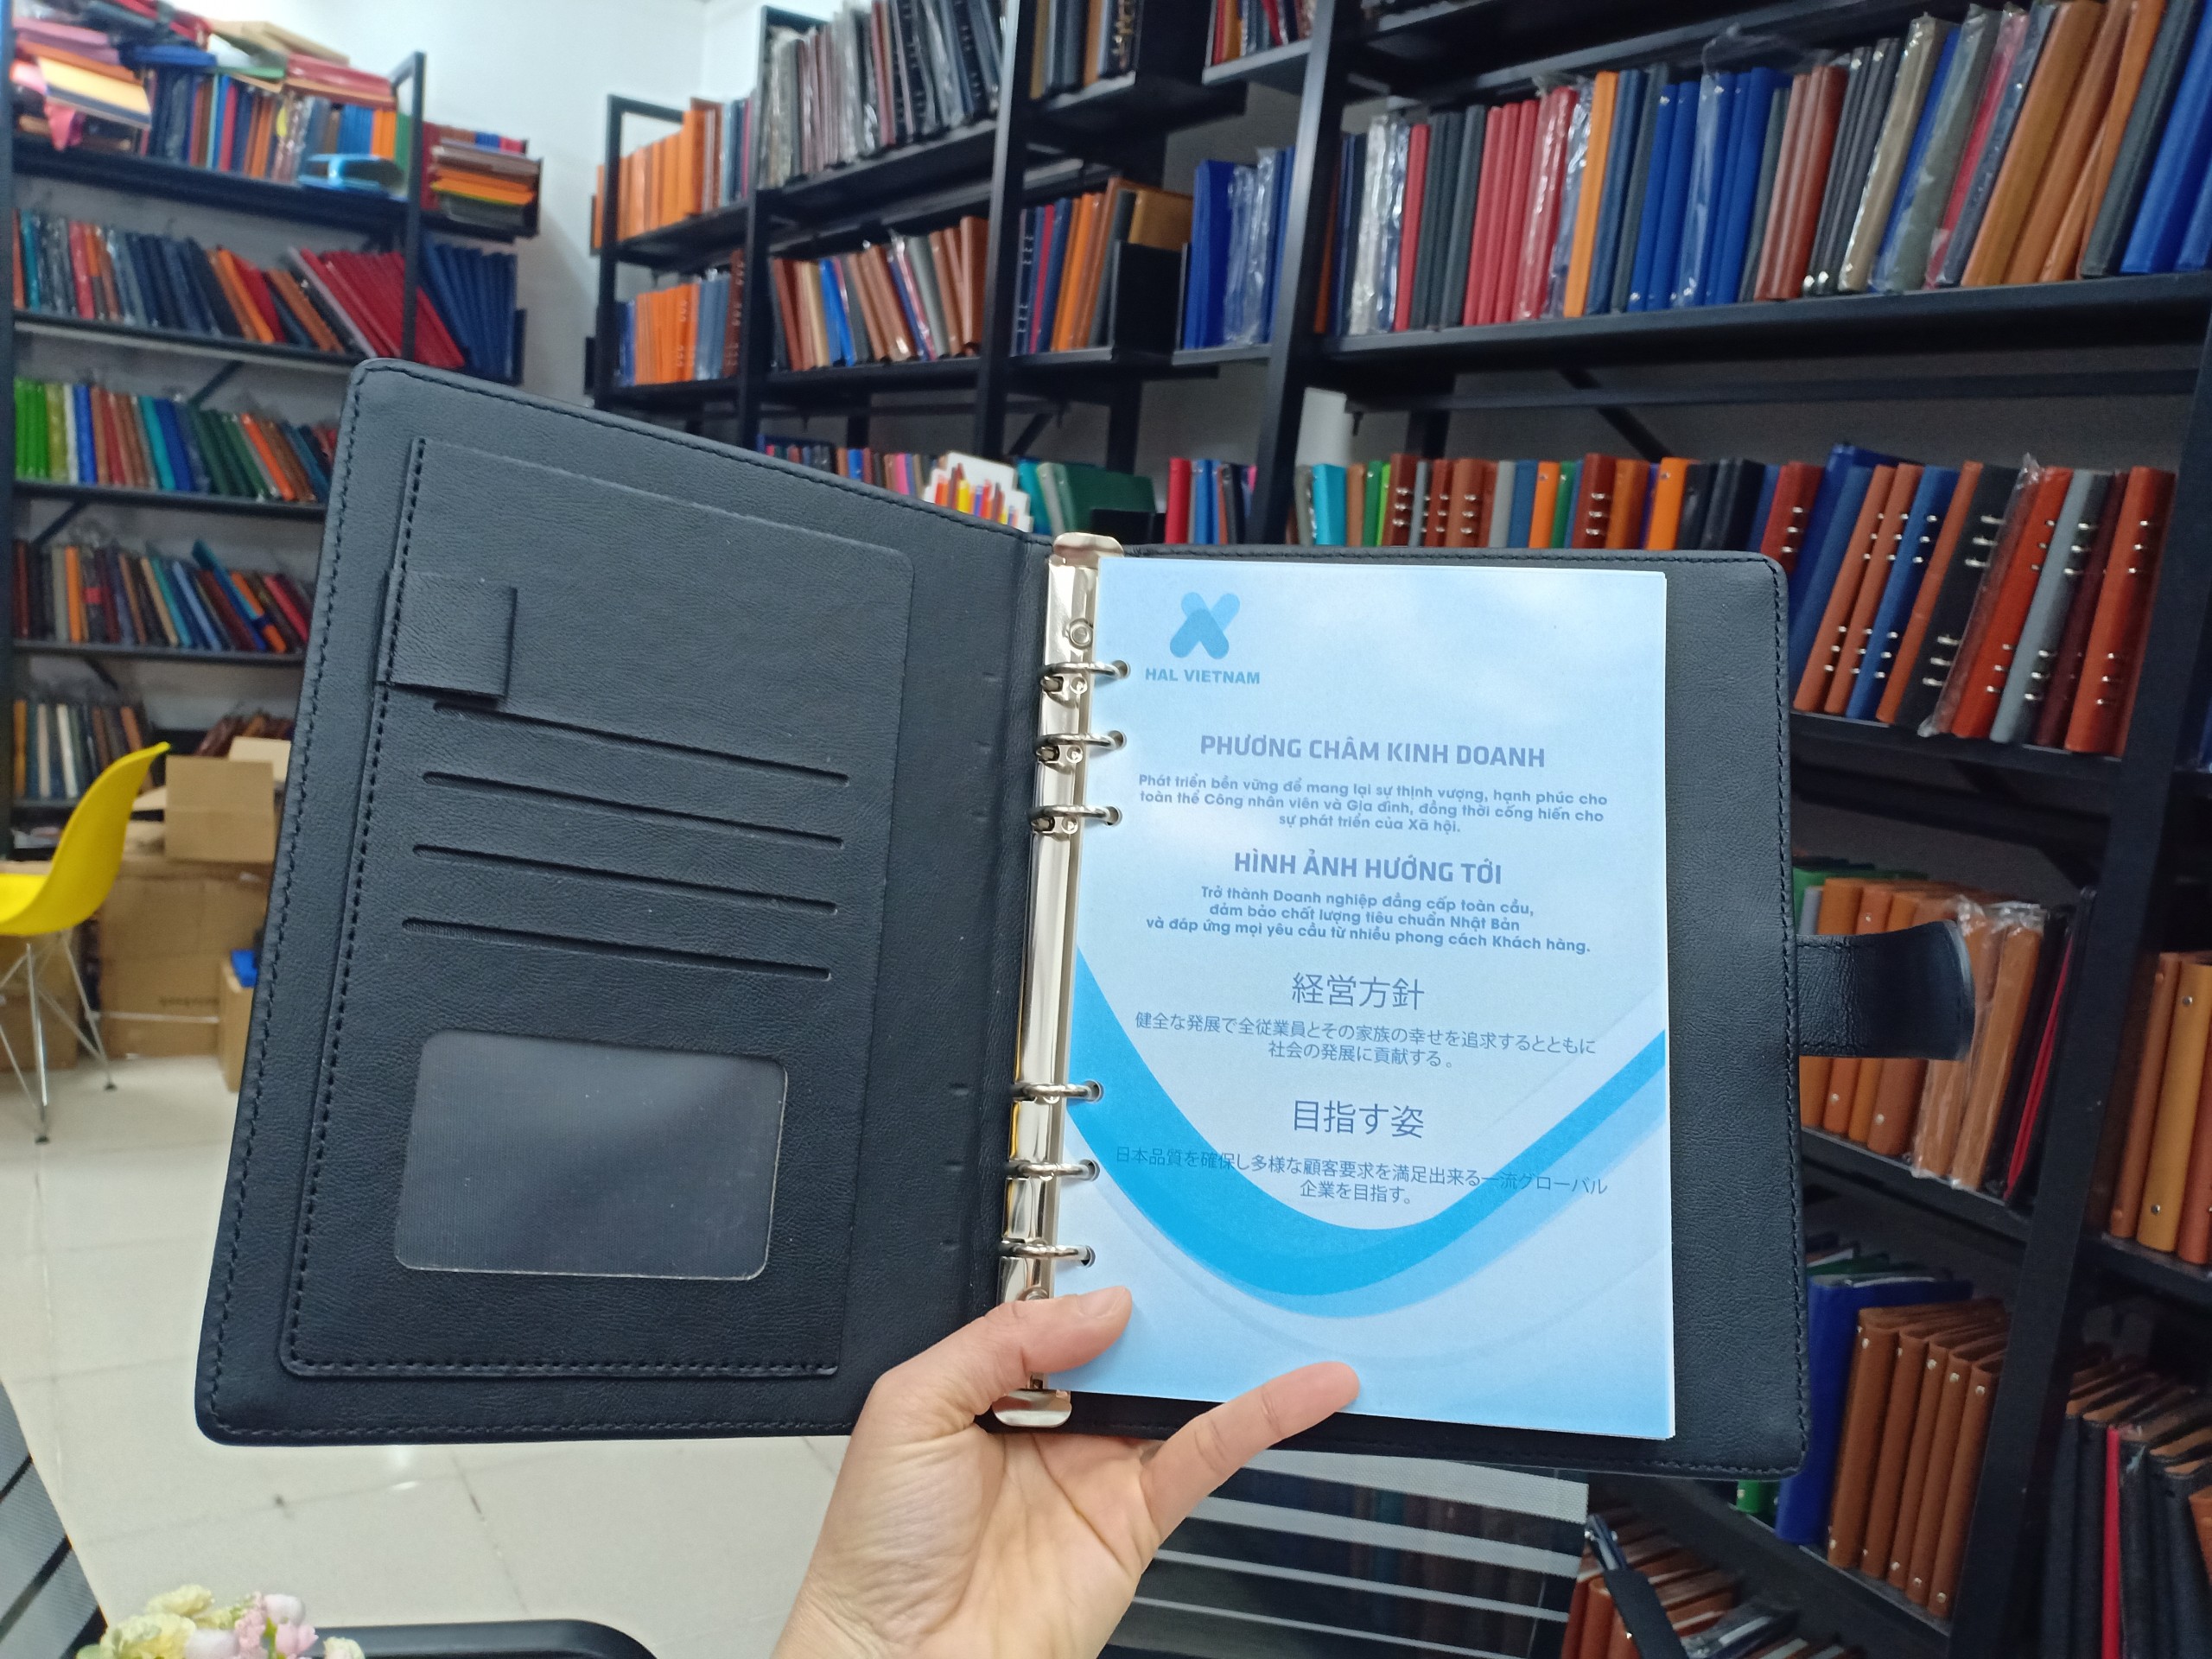 HAL VIETNAM
PHƯƠNG CHÂM KINH DOANH
Phát triển bền vững để mang lại sự thịnh vượng, hạnh phúc cho
toàn thể Công nhân viên và Gia đình, đồng thời cống hiến cho
sự phát triển của Xã hội.
HÌNH ẢNH HƯỚNG TỚI
Trở thành Doanh nghiệp đẳng cấp toàn cầu,
đảm bảo chất lượng tiêu chuẩn Nhật Bản
và đáp ứng mọi yêu cầu từ nhiều phong cách Khách hàng.
経営方針
健全な発展で全従業員とその家族の幸せを追求するとともに
社会の発展に貢献する。
目指す姿
日本品質を確保し多様な顧客要求を満足出来る一流グローバル
企業を目指す。